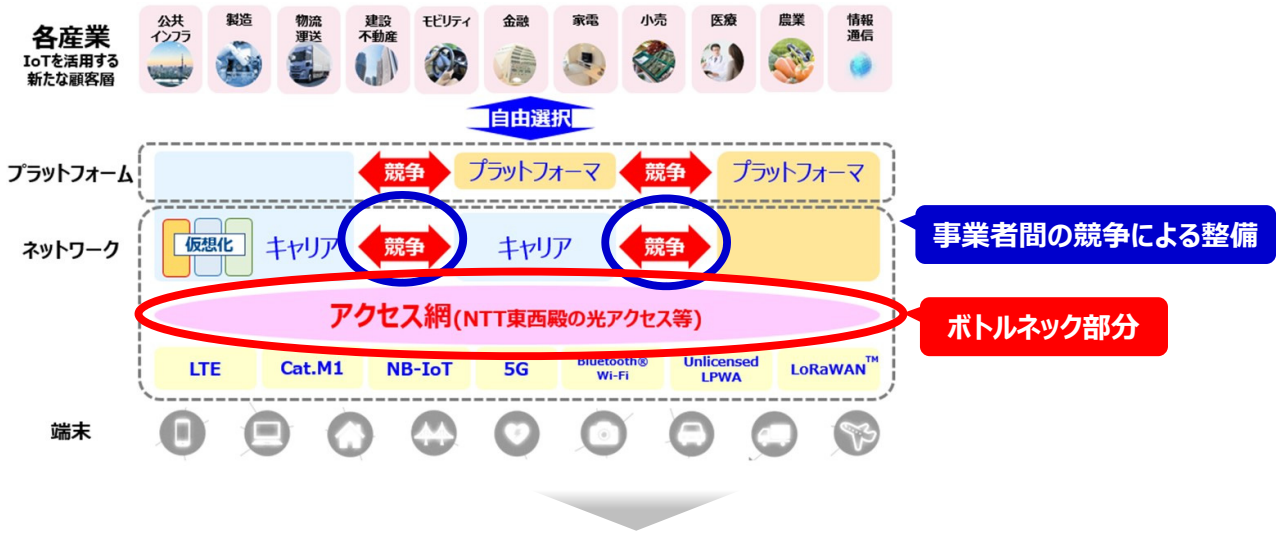 各産業
IoTを活用する
新たな顧客層
公共
インフラ
製造
物流
運送
建設
不動産
モビリティ
金融
家電
小売
医療
農業
情報
通信
自由選択
プラットフォーム
競争
プラットフォーマ
競争
プラットフォーマ
ネットワーク
仮想化
キャリア
競争
キャリア
競争
事業者間の競争による整備
アクセス網(NTT東西殿の光アクセス等)
ボトルネック部分
LTE
Cat.M1
NB-IoT
5G
Bluetooth®
Wi-Fi
Unlicensed
LPWA
LoRaWAN™
端末